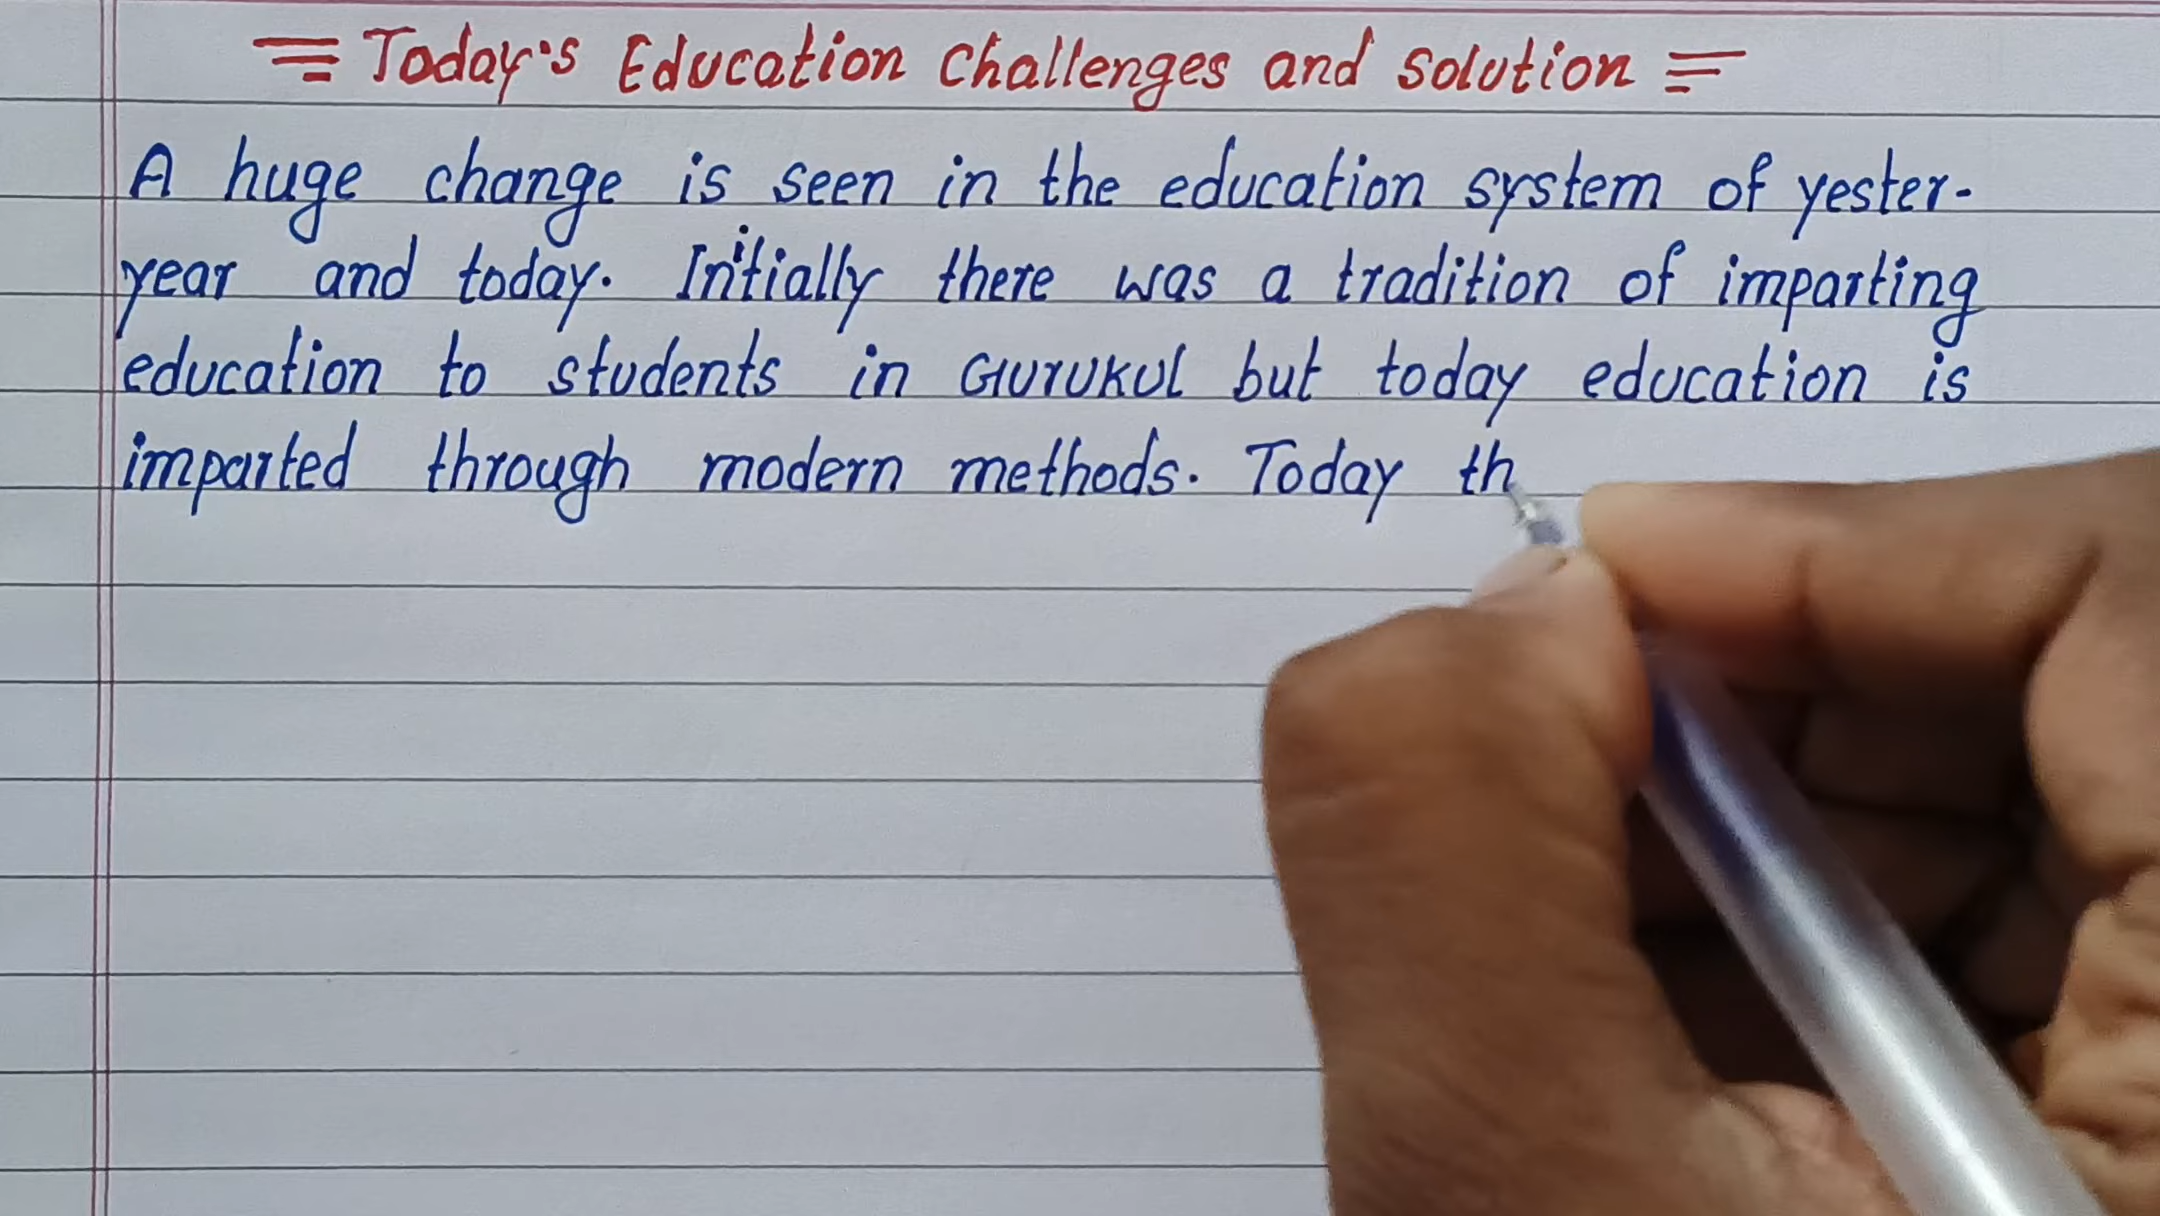 Today's Education Challenges and Solution
A huge change is seen in the education system of yester-
year and today. Initially there was a tradition of imparting
education to students in Gurukul but today education is
imparted through modern methods. Today th